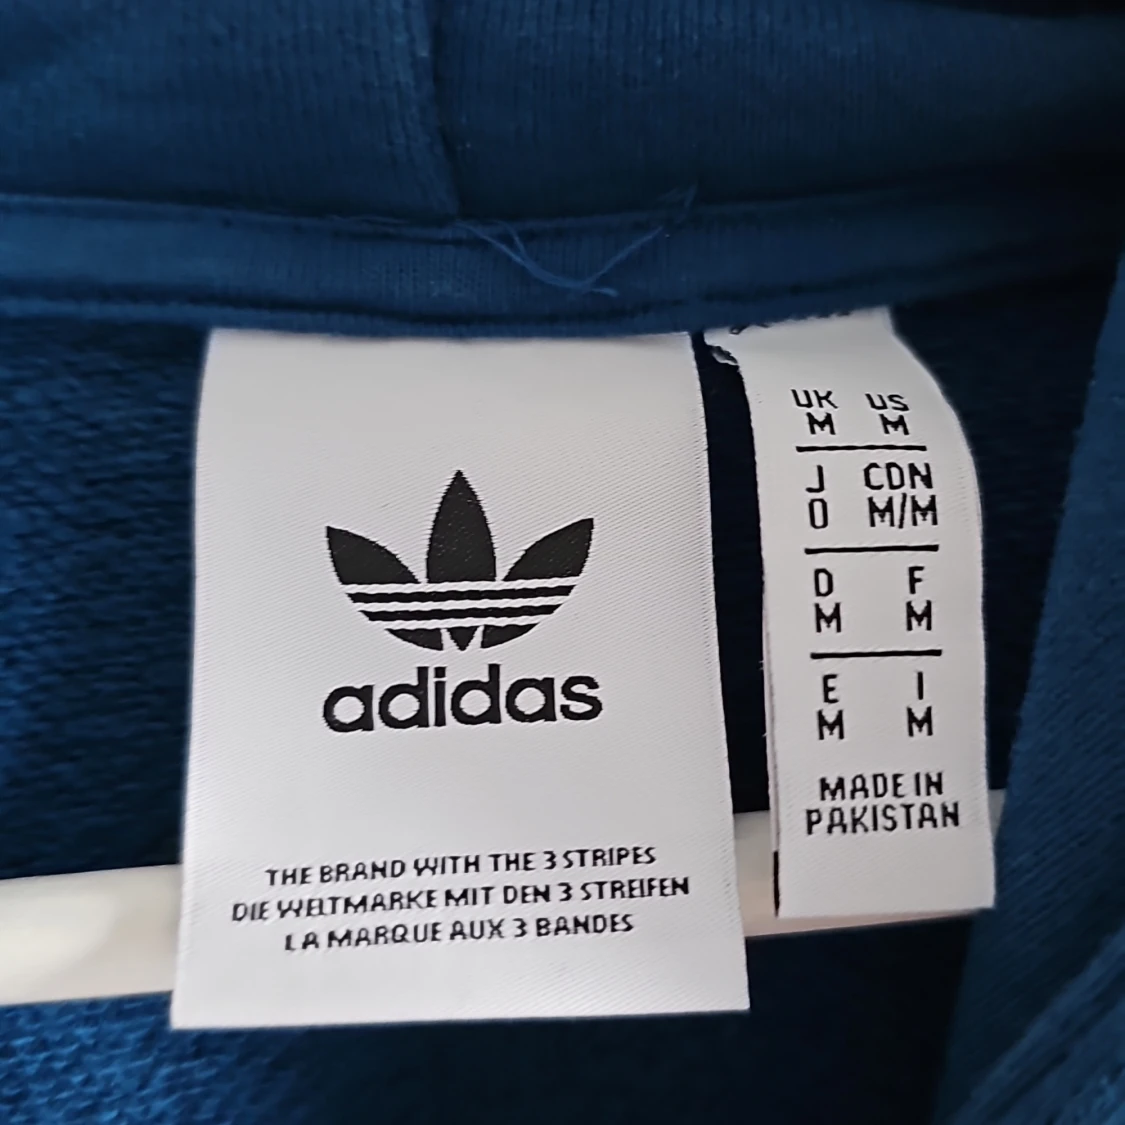 adidas
THE BRAND WITH THE 3 STRIPES
DIE WELTMARKE MIT DEN 3 STREIFEN
LA MARQUE AUX 3 BANDES
UK US
M M
J CDN
O M/M
D F
M M
E I
M M
MADE IN
PAKISTAN